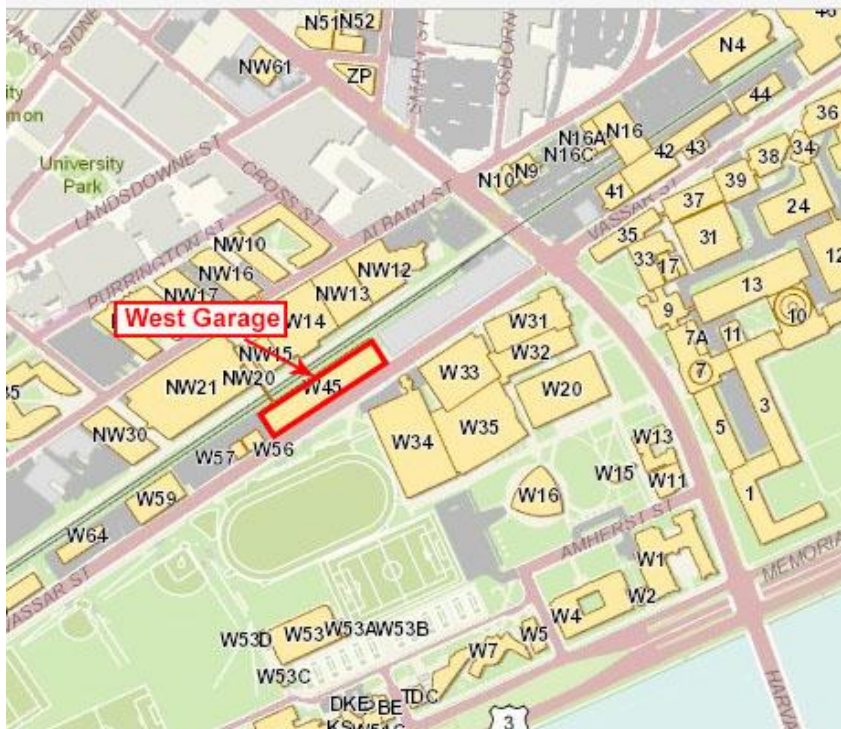 N51
N52
N4
46
SIDNEY
NW61
ZP
SMART ST
OSBORN
44
36
University
Park
LANDSDOWNE ST
CROSS ST
ALBANY ST
N16A
N16
N16C
N10
N9
42
43
41
VASSAR ST
38
34
39
37
24
35
31
33
17
13
12
9
10
7A
11
7
NW10
NW16
NW17
PURRINGTON ST
NW12
NW13
NW14
West Garage
NW15
NW20
W45
NW21
NW30
W57
W56
W59
W64
W31
W32
W33
W20
W34
W35
W16
W13
W15
W11
5
3
1
AMHERST ST
MEMORIA
W1
W2
W4
W5
W7
VASSAR ST
W53D
W53
W53A
W53B
W53C
TDC
DKE
PBE
W51C
3
HARVA